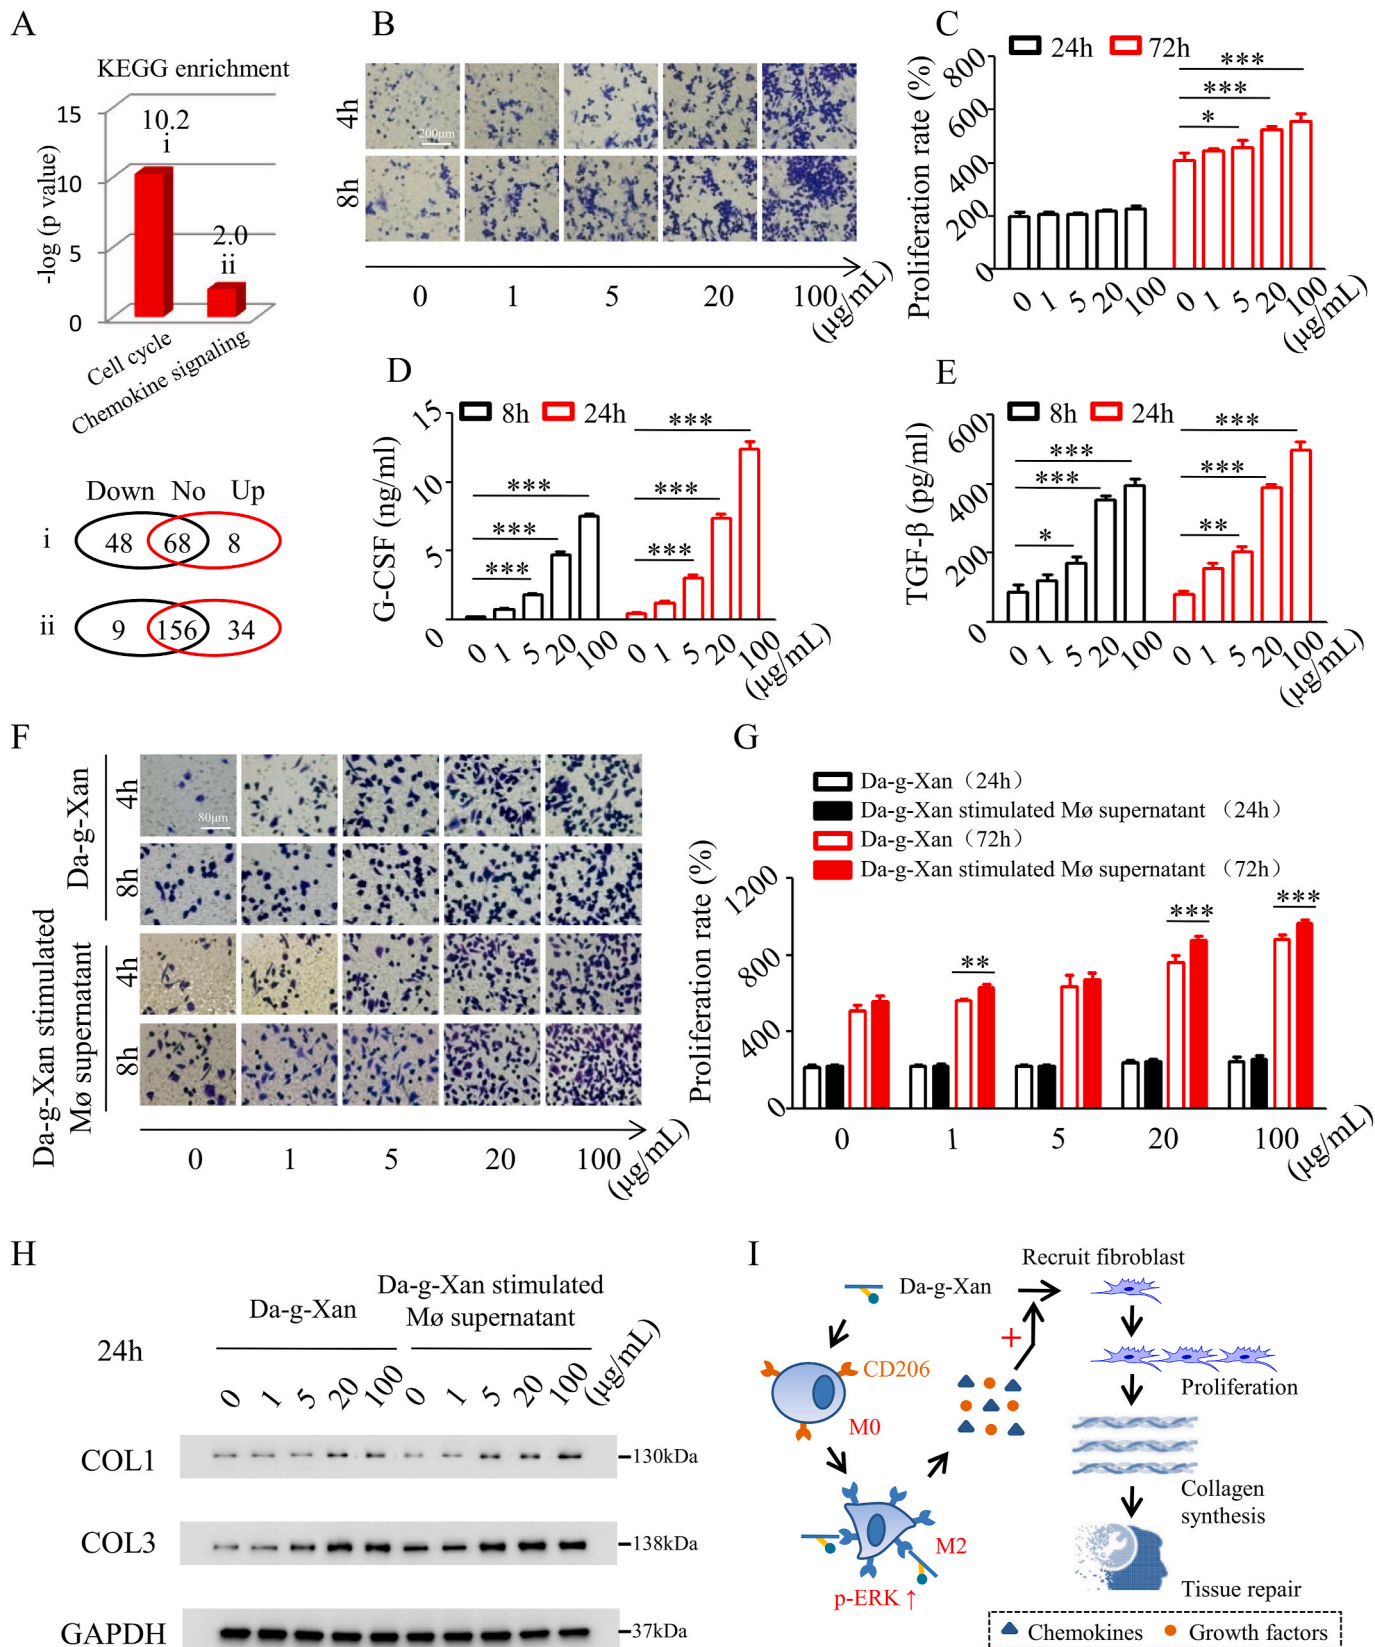 A
KEGG enrichment
-log (p value)
15
10
5
0
10.2
i
2.0
ii
Cell cycle
Chemokine signaling
Down No Up
i 48 68 8
ii 9 156 34
B
4h
200μm
8h
0 1 5 20 100
(μg/mL)
C
24h 72h
Proliferation rate (%)
800
600
400
200
0
***
***
*
0 1 5 20 100 0 1 5 20 100
(μg/mL)
D
8h 24h
G-CSF (ng/ml)
15
10
5
0
***
***
***
***
***
***
0 1 5 20 100 0 1 5 20 100
(μg/mL)
E
8h 24h
TGF-β (pg/ml)
600
400
200
0
***
***
*
***
***
**
0 1 5 20 100 0 1 5 20 100
(μg/mL)
F
Da-g-Xan
4h
80μm
8h
Da-g-Xan stimulated
Mø supernatant
4h
8h
0 1 5 20 100
(μg/mL)
G
Da-g-Xan（24h）
Da-g-Xan stimulated Mø supernatant（24h）
Da-g-Xan（72h）
Da-g-Xan stimulated Mø supernatant（72h）
Proliferation rate (%)
1200
800
400
0
**
***
***
0 1 5 20 100
(μg/mL)
H
24h
Da-g-Xan
Da-g-Xan stimulated
Mø supernatant
0 1 5 20 100 0 1 5 20 100
(μg/mL)
COL1 130kDa
COL3 138kDa
GAPDH 37kDa
I
Recruit fibroblast
Da-g-Xan
+
CD206
M0
Proliferation
M2
Collagen
synthesis
p-ERK ↑
Tissue repair
Chemokines Growth factors